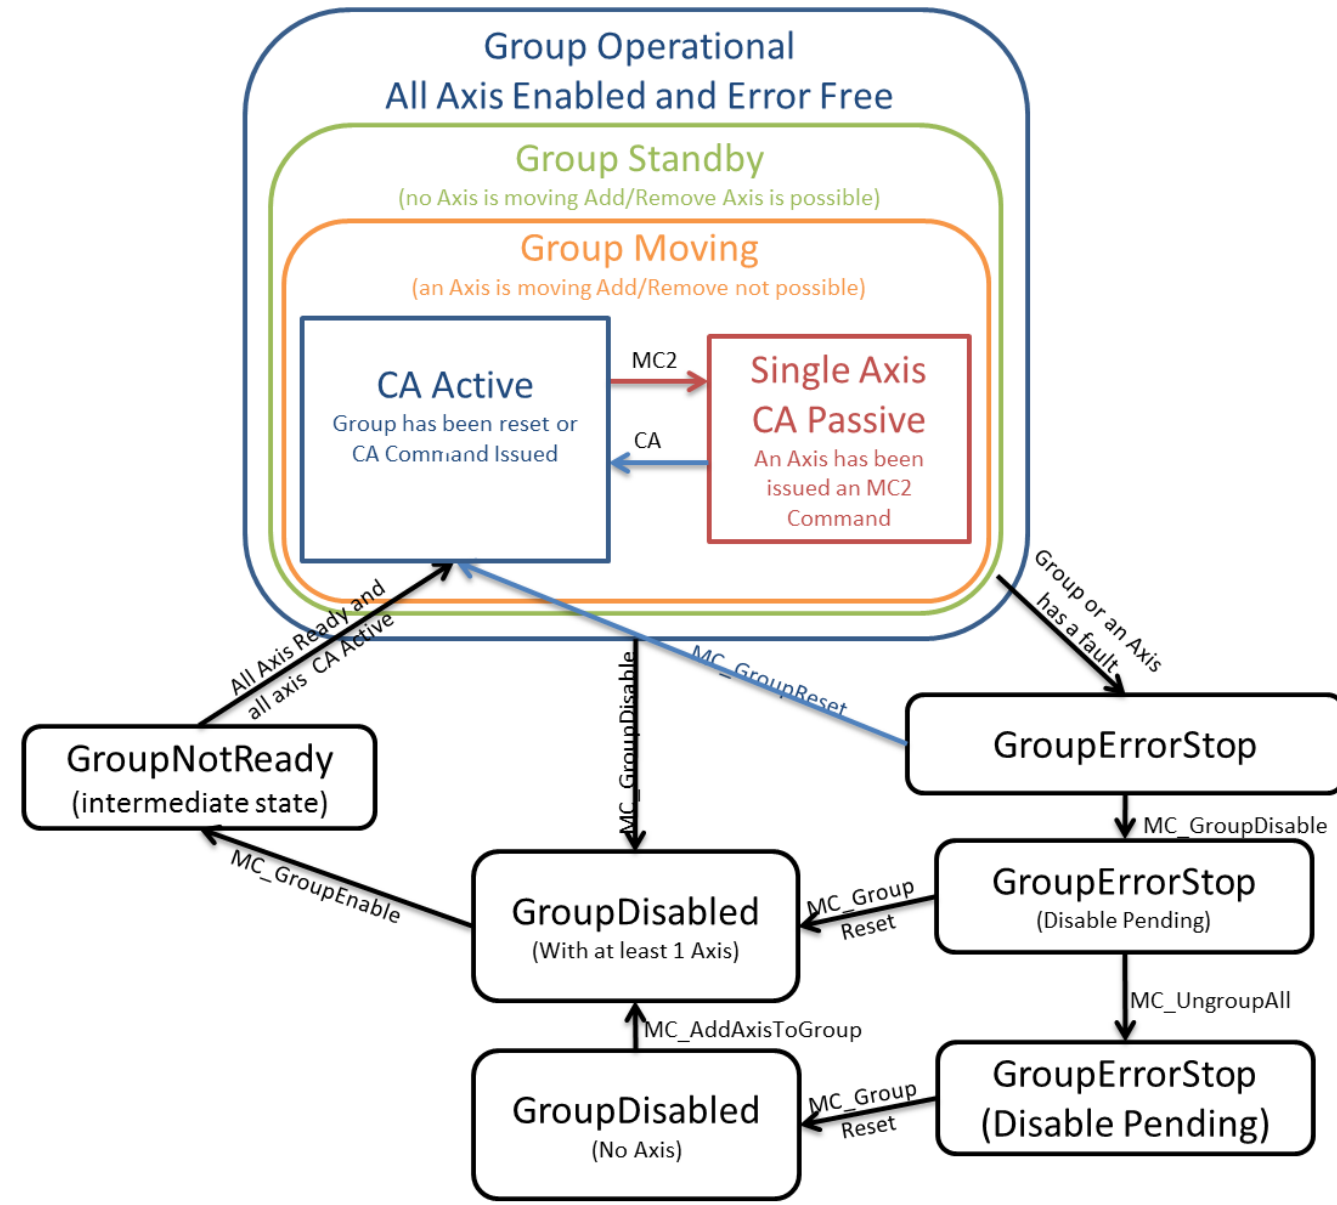 Group Operational
All Axis Enabled and Error Free
Group Standby
(no Axis is moving Add/Remove Axis is possible)
Group Moving
(an Axis is moving Add/Remove not possible)
CA Active
Group has been reset or
CA Command Issued
MC2
CA
Single Axis
CA Passive
An Axis has been
issued an MC2
Command
All Axis Ready and
all axis CA Active
MC_GroupDisable
MC_GroupReset
Group or an Axis
has a fault
GroupNotReady
(intermediate state)
GroupErrorStop
MC_GroupDisable
MC_GroupEnable
GroupDisabled
(With at least 1 Axis)
MC_Group
Reset
GroupErrorStop
(Disable Pending)
MC_UngroupAll
MC_AddAxisToGroup
GroupDisabled
(No Axis)
MC_Group
Reset
GroupErrorStop
(Disable Pending)